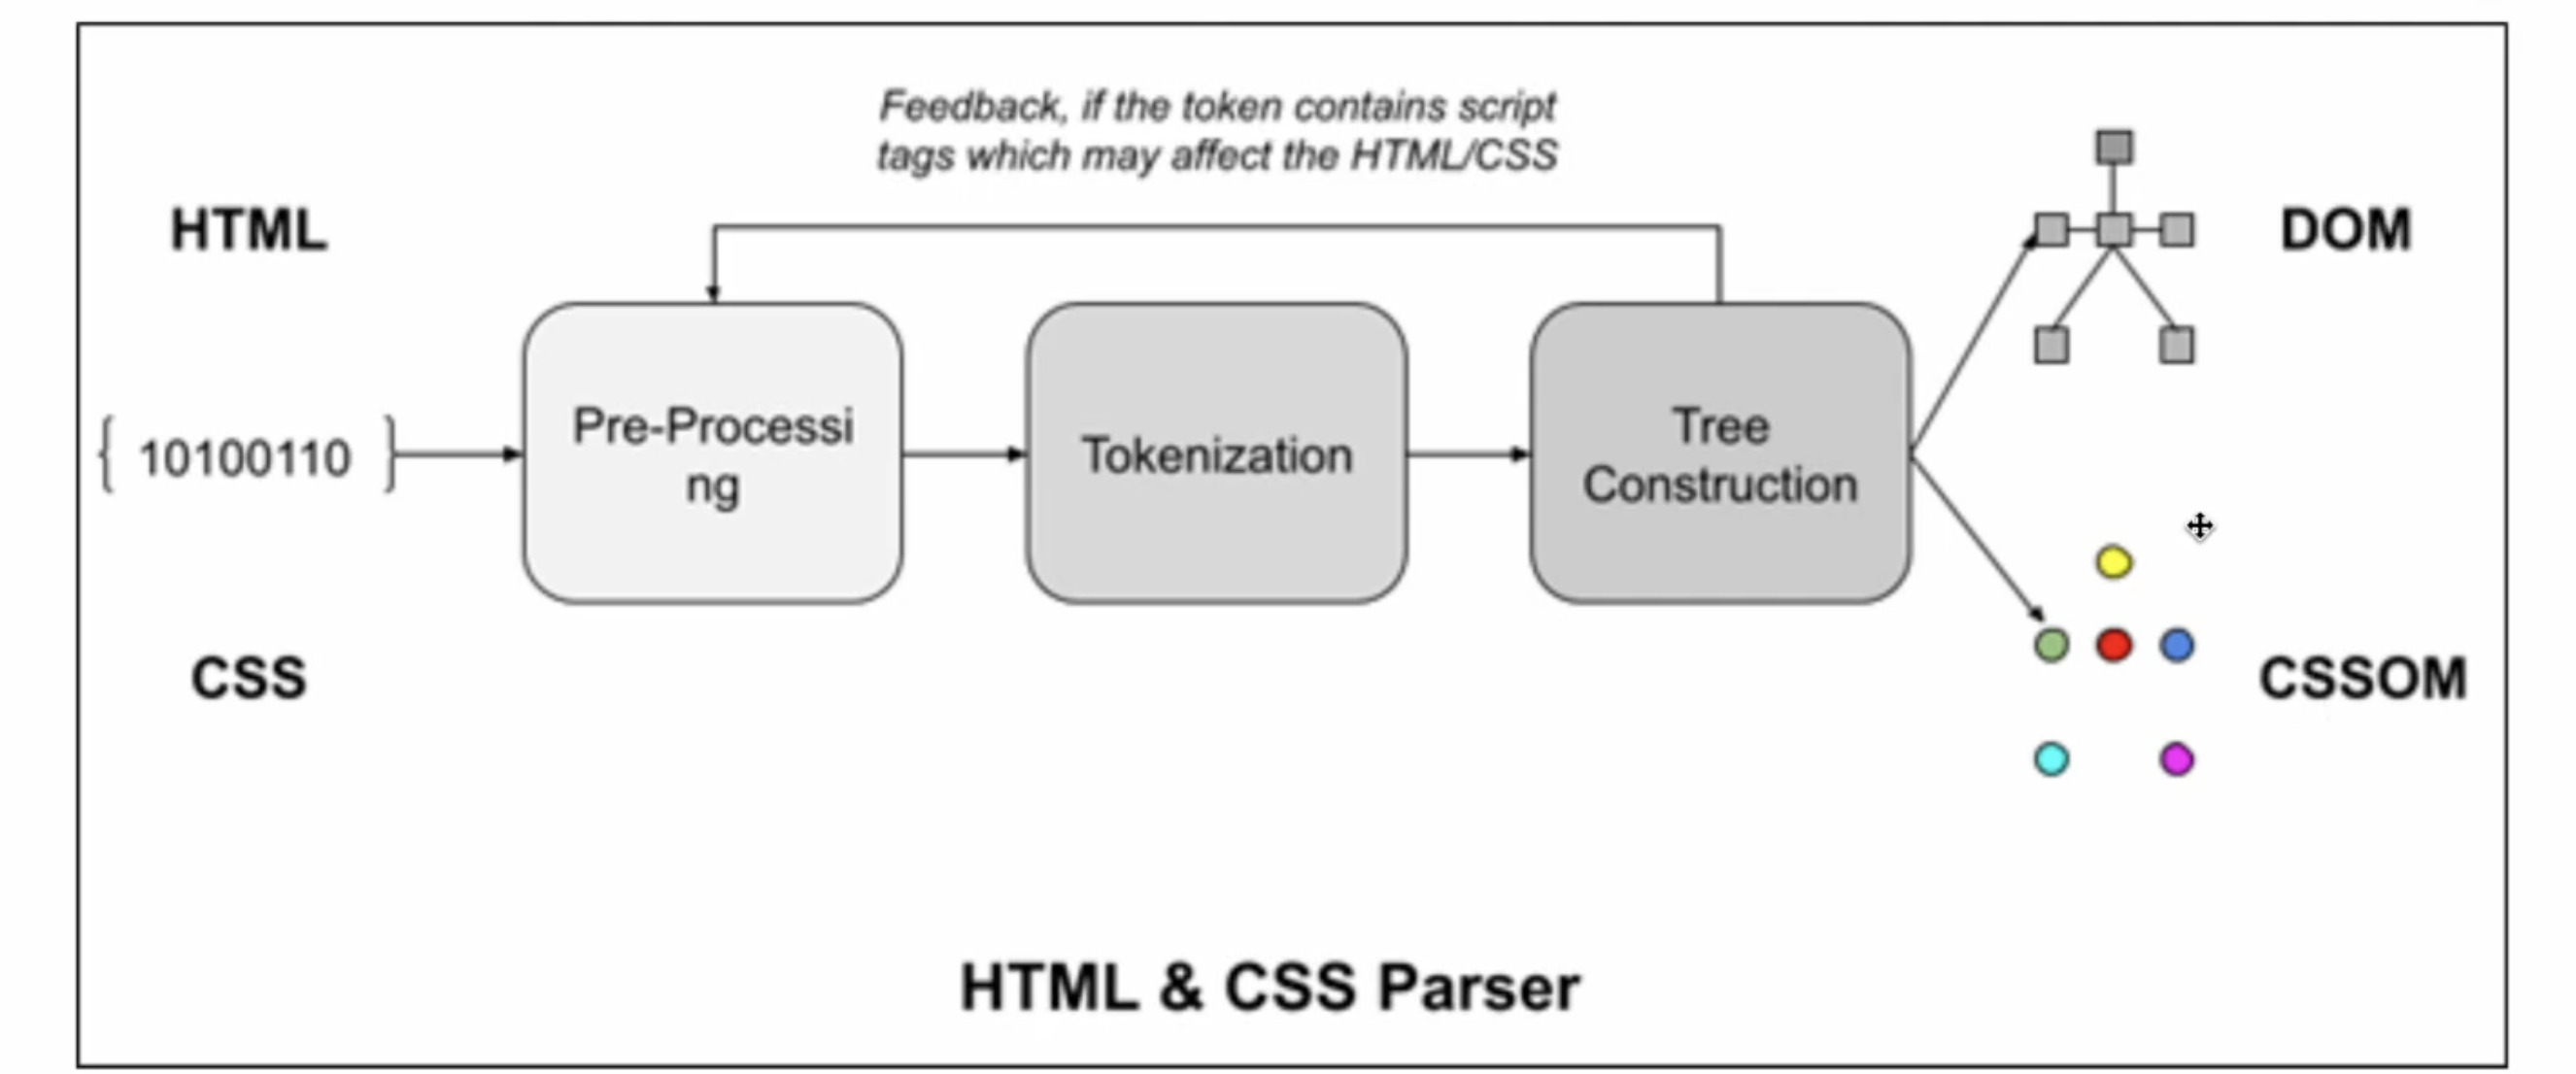 Feedback, if the token contains script
tags which may affect the HTML/CSS
HTML
DOM
{ 10100110 }
Pre-Processi
ng
Tokenization
Tree
Construction
CSS
CSSOM
HTML & CSS Parser